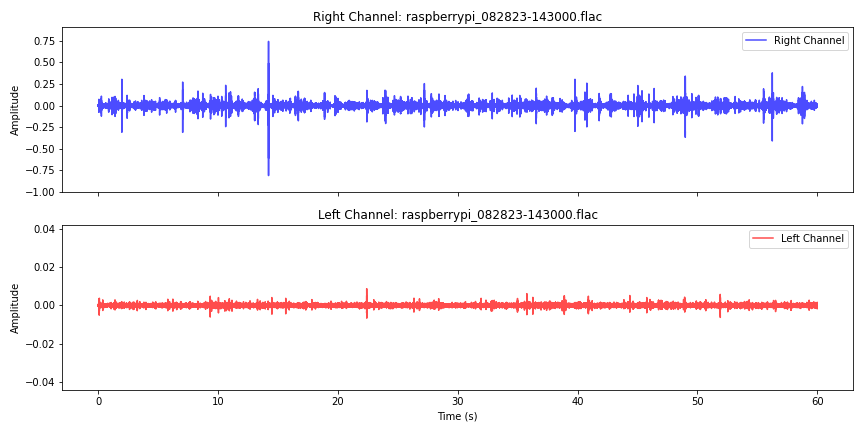 Right Channel: raspberrypi_082823-143000.flac
Right Channel
Amplitude
0.75
0.50
0.25
0.00
−0.25
−0.50
−0.75
−1.00
Left Channel: raspberrypi_082823-143000.flac
Left Channel
Amplitude
0.04
0.02
0.00
−0.02
−0.04
0 10 20 30 40 50 60
Time (s)